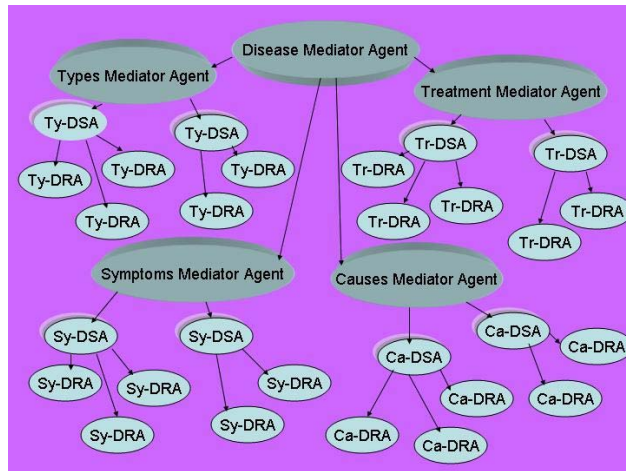 Disease Mediator Agent
Types Mediator Agent
Treatment Mediator Agent
Ty-DSA
Ty-DSA
Ty-DRA
Ty-DRA
Ty-DRA
Ty-DRA
Ty-DRA
Tr-DSA
Tr-DSA
Tr-DRA
Tr-DRA
Tr-DRA
Tr-DRA
Tr-DRA
Symptoms Mediator Agent
Causes Mediator Agent
Sy-DSA
Sy-DSA
Sy-DRA
Sy-DRA
Sy-DRA
Sy-DRA
Sy-DRA
Ca-DSA
Ca-DSA
Ca-DRA
Ca-DRA
Ca-DRA
Ca-DRA
Ca-DRA